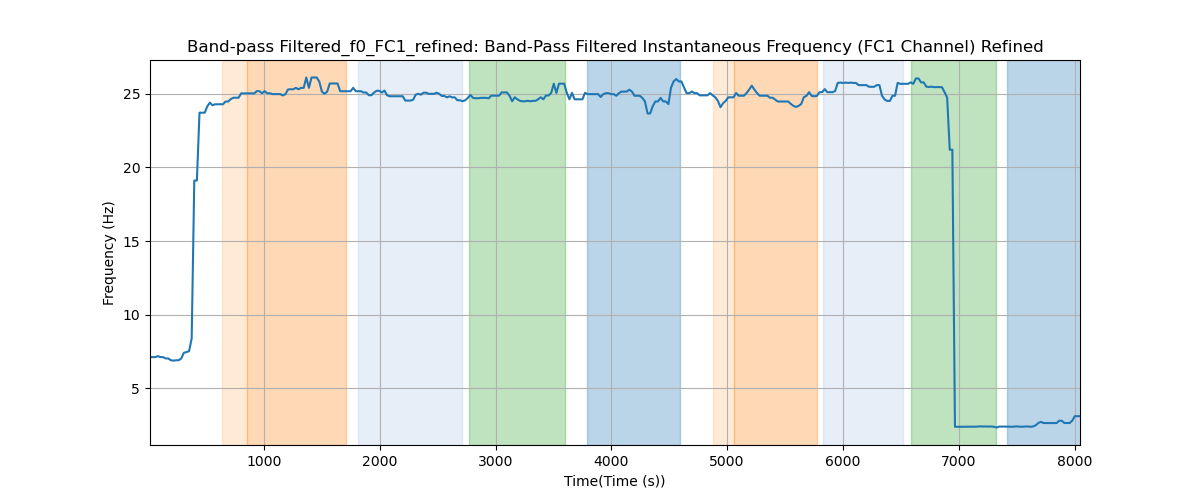 Band-pass Filtered_f0_FC1_refined: Band-Pass Filtered Instantaneous Frequency (FC1 Channel) Refined
Frequency (Hz)
25
20
15
10
5
1000 2000 3000 4000 5000 6000 7000 8000
Time(Time (s))